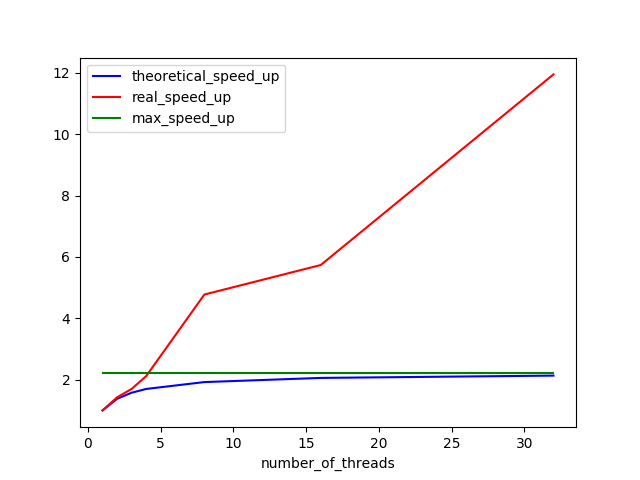 theoretical_speed_up
real_speed_up
max_speed_up
12
10
8
6
4
2
0 5 10 15 20 25 30
number_of_threads